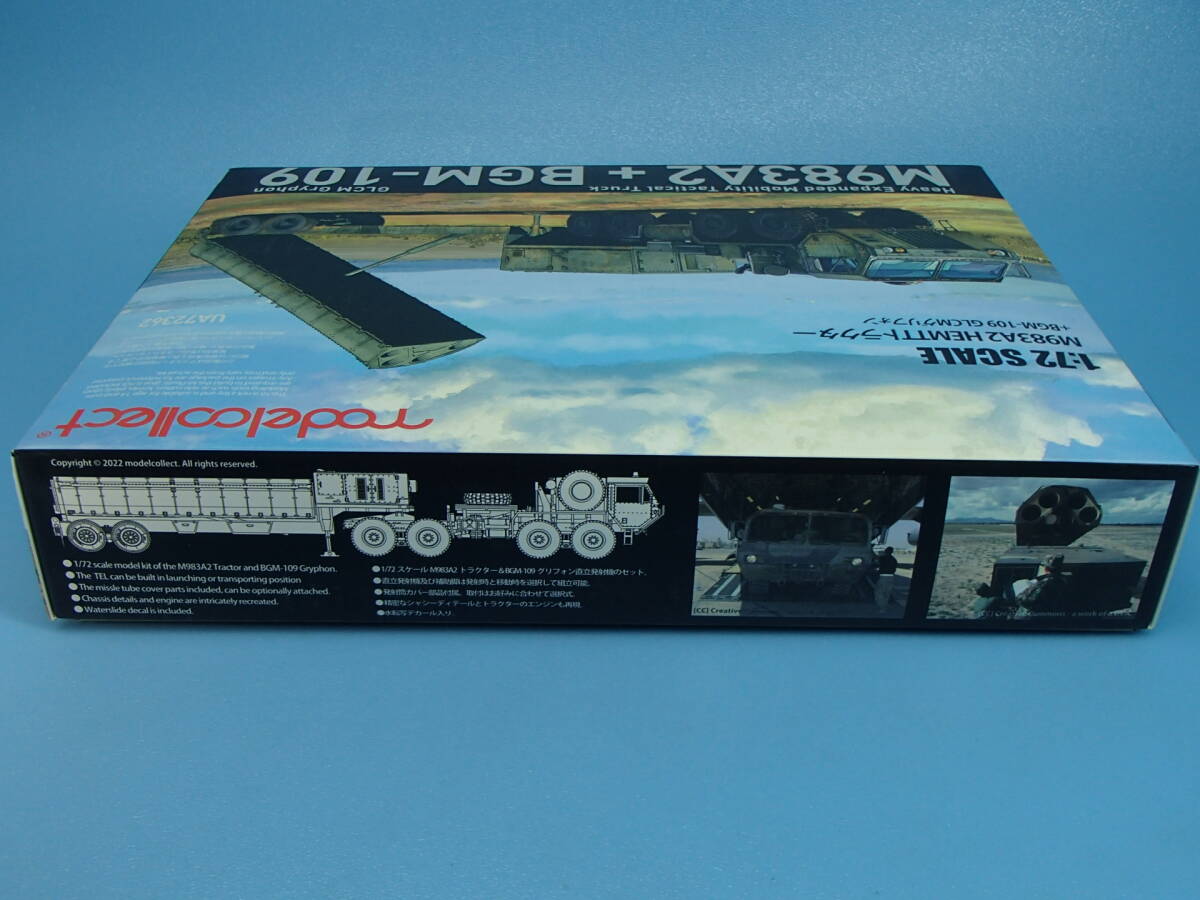 M983A2 + BGM-109
Heavy Expanded Mobility Tactical Truck
GLCM Gryphon
1:72 SCALE
M983A2 HEMTTトラクター
+BGM-109 GLCMグリフォン
UA72362
modelcollect®
Copyright © 2022 modelcollect. All rights reserved.
● 1/72 scale model kit of the M983A2 Tractor and BGM-109 Gryphon.
● The TEL can be built in launching or transporting position
● The missle tube cover parts included, can be optionally attached.
● Chassis details and engine are intricately recreated.
● Waterslide decal is included.
● 1/72 スケール M983A2 トラクター&BGM-109 グリフォン直立発射機のセット.
● 直立発射機及び補助脚は発射時と移動時を選択して組立可能.
● 発射筒カバー部品付属。取付はお好みに合わせて選択式.
● 精密なシャシーディテールとトラクターのエンジンも再現.
● 水転写デカール入り.
[CC] Creative
[CC] Creative Commons - a work of a